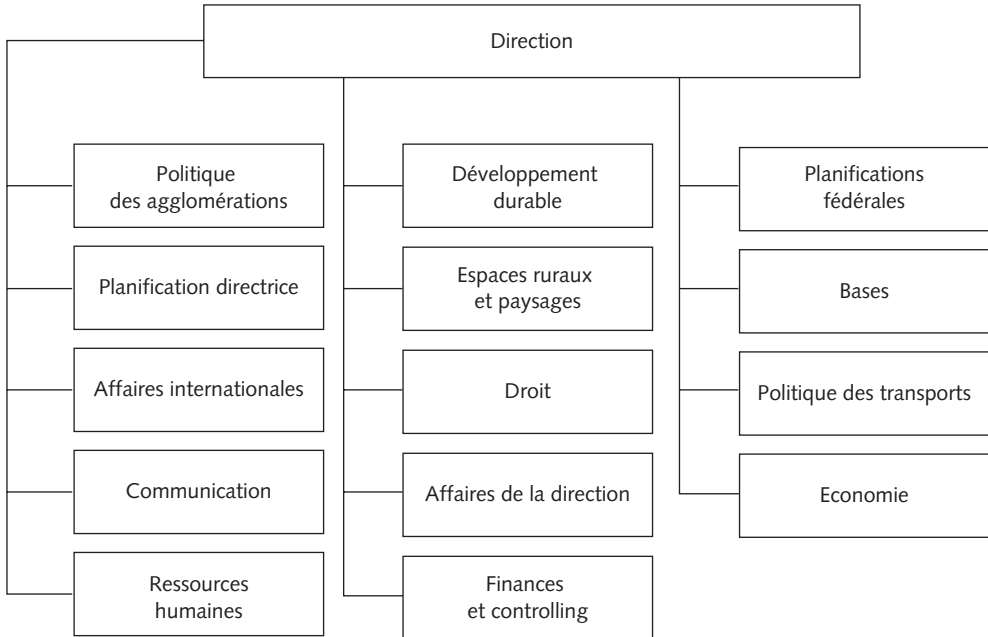 Direction
Politique
des agglomérations
Planification directrice
Affaires internationales
Communication
Ressources
humaines
Développement
durable
Espaces ruraux
et paysages
Droit
Affaires de la direction
Finances
et controlling
Planifications
fédérales
Bases
Politique des transports
Economie